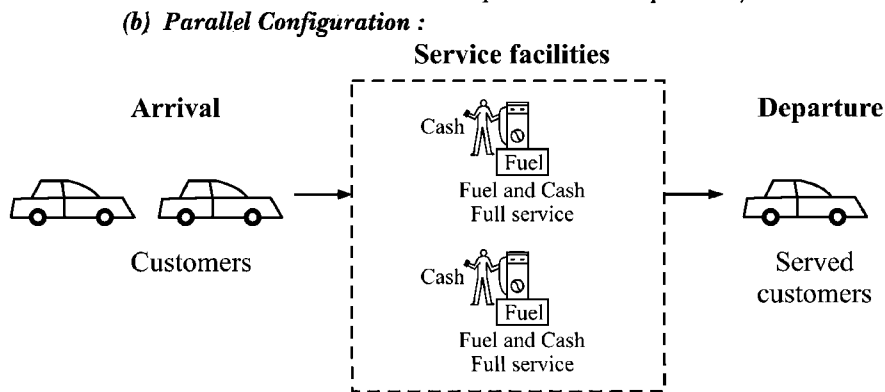 (b) Parallel Configuration :
Service facilities
Arrival
Departure
Cash
Fuel
Fuel and Cash
Full service
Customers
Cash
Fuel
Fuel and Cash
Full service
Served
customers